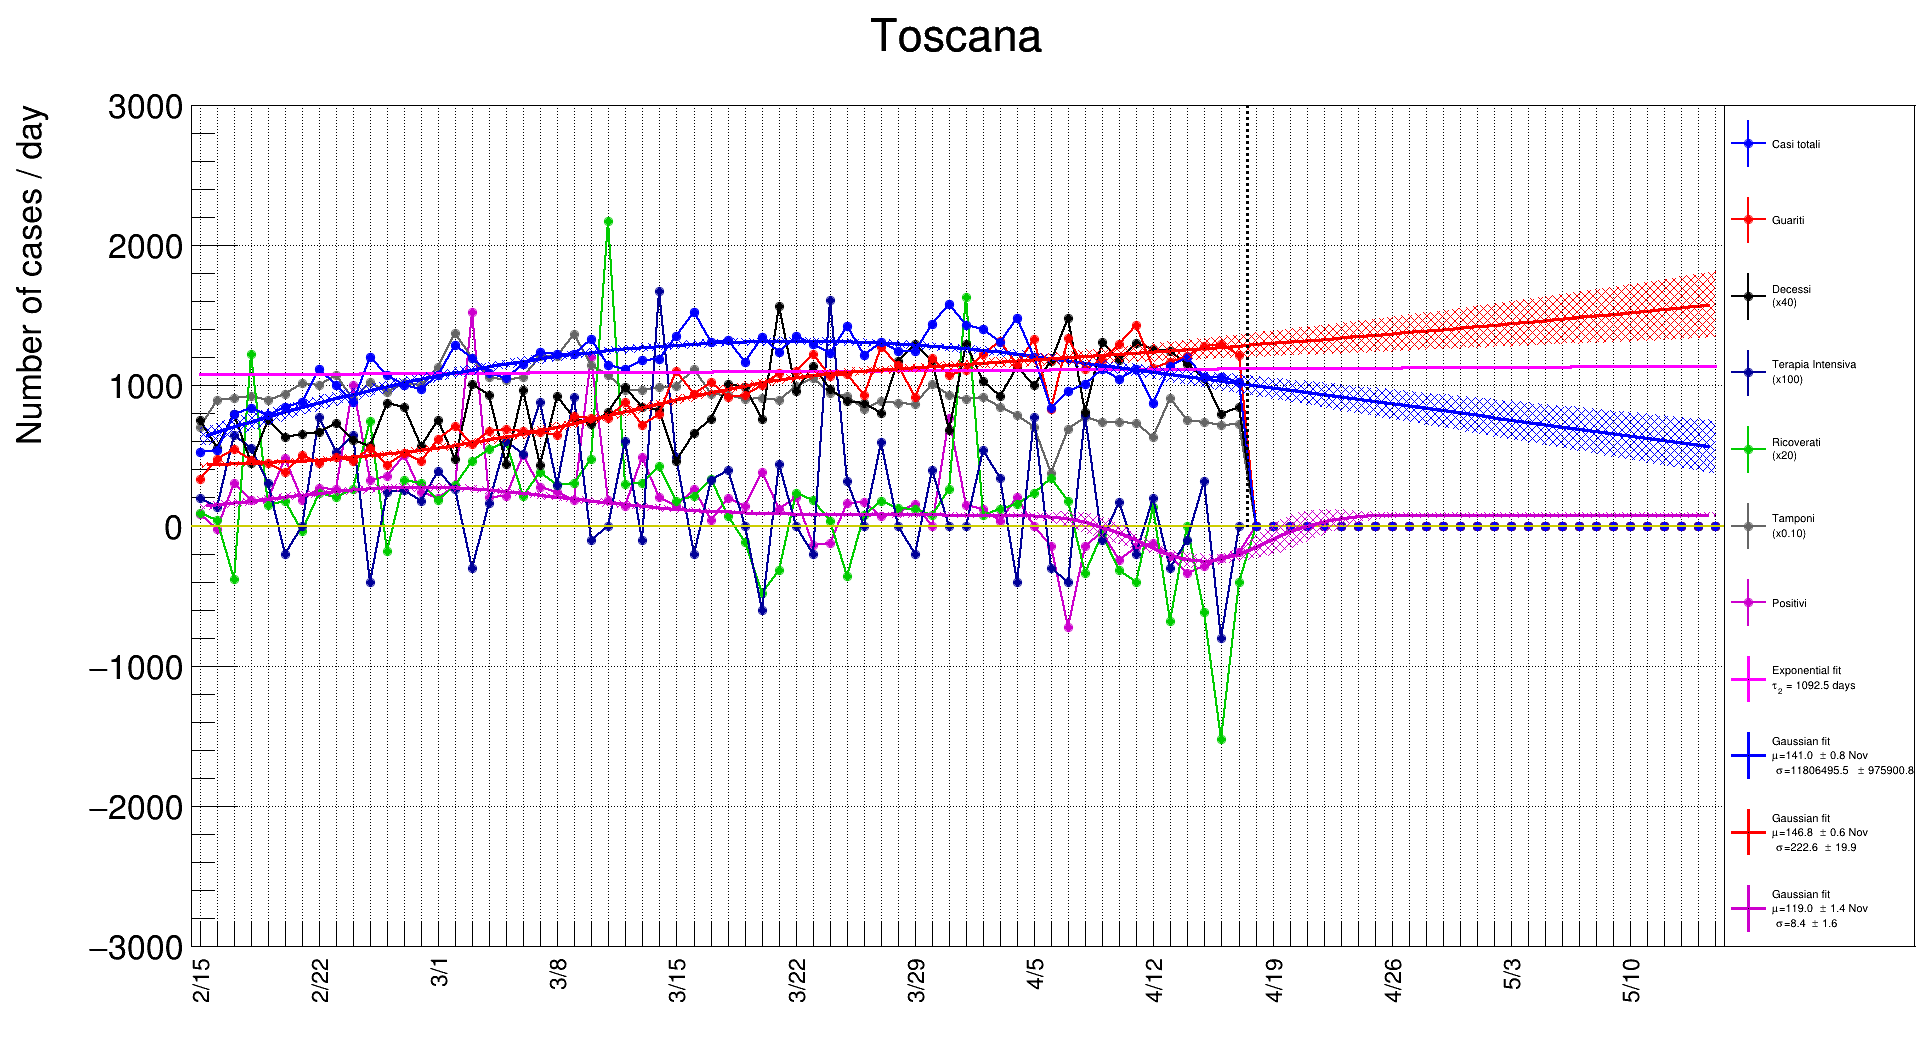 Toscana
Number of cases / day
3000
2000
1000
0
−1000
−2000
−3000
2/15
2/22
3/1
3/8
3/15
3/22
3/29
4/5
4/12
4/19
4/26
5/3
5/10
Casi totali
Guariti
Decessi
(x40)
Terapia Intensiva
(x100)
Ricoverati
(x20)
Tamponi
(x0.10)
Positivi
Exponential fit
τ2 = 1092.5 days
Gaussian fit
μ=141.0 ± 0.8 Nov
σ=11806495.5 ± 975900.8
Gaussian fit
μ=146.8 ± 0.6 Nov
σ=222.6 ± 19.9
Gaussian fit
μ=119.0 ± 1.4 Nov
σ=8.4 ± 1.6